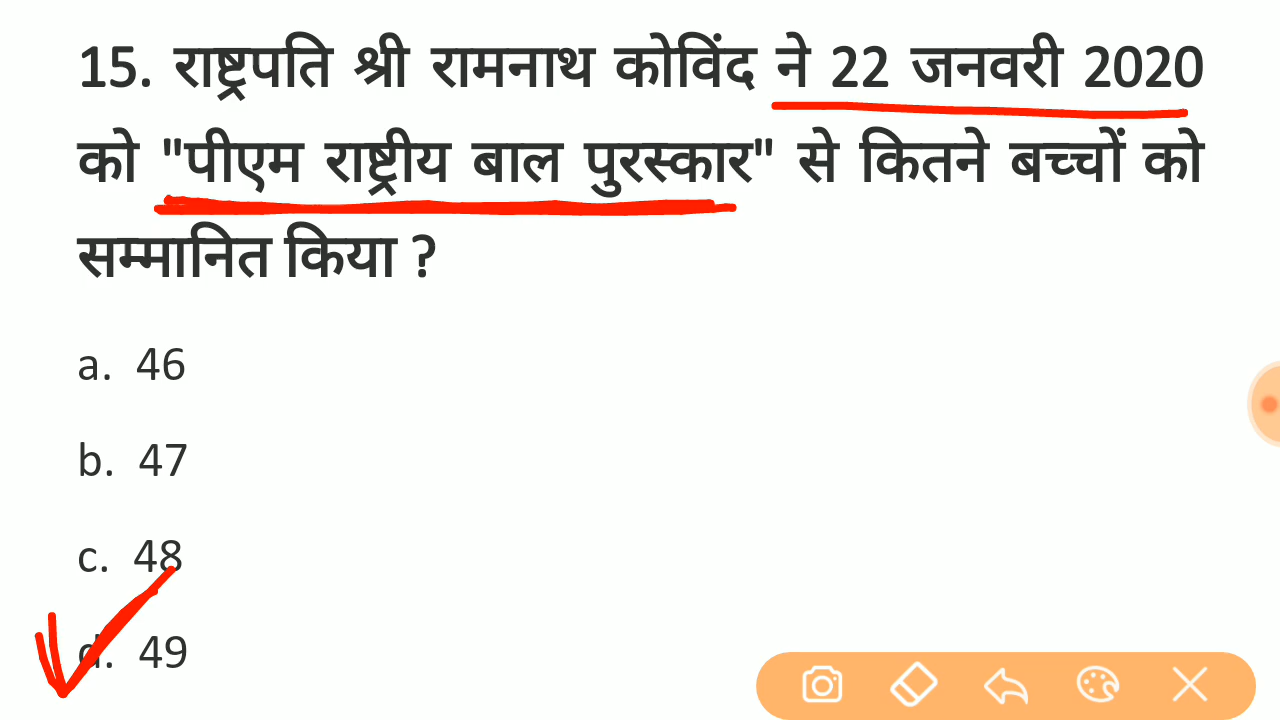 15. राष्ट्रपति श्री रामनाथ कोविंद ने 22 जनवरी 2020
को "पीएम राष्ट्रीय बाल पुरस्कार" से कितने बच्चों को
सम्मानित किया ?
a. 46
b. 47
c. 48
d. 49